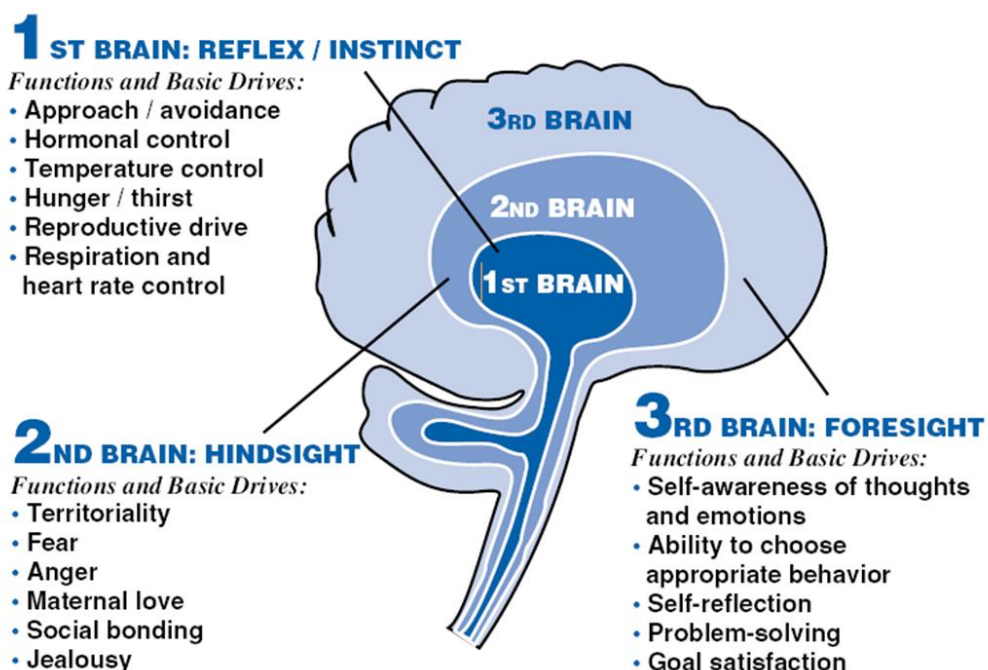 1ST BRAIN: REFLEX / INSTINCT
Functions and Basic Drives:
• Approach / avoidance
• Hormonal control
• Temperature control
• Hunger / thirst
• Reproductive drive
• Respiration and
heart rate control
3RD BRAIN
2ND BRAIN
1ST BRAIN
2ND BRAIN: HINDSIGHT
Functions and Basic Drives:
• Territoriality
• Fear
• Anger
• Maternal love
• Social bonding
• Jealousy
3RD BRAIN: FORESIGHT
Functions and Basic Drives:
• Self-awareness of thoughts
and emotions
• Ability to choose
appropriate behavior
• Self-reflection
• Problem-solving
• Goal satisfaction